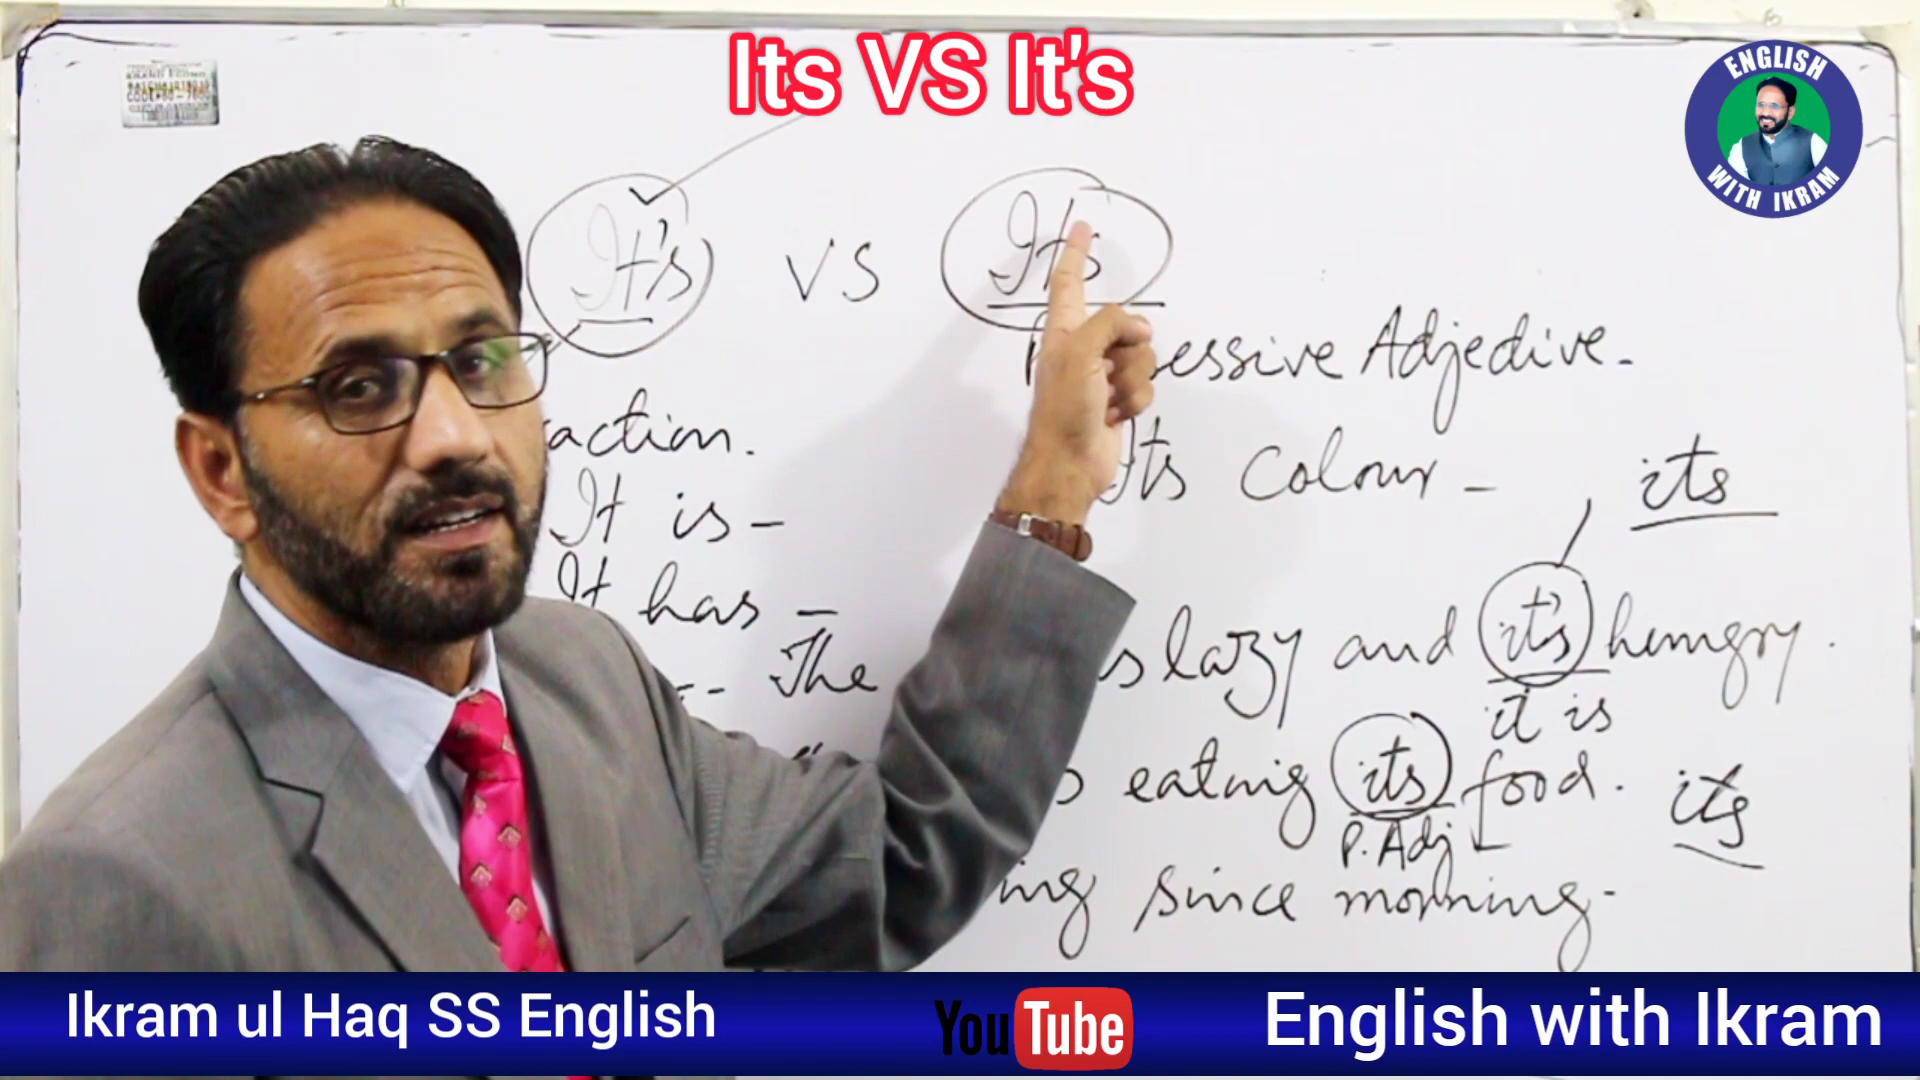 Its VS It's
ENGLISH
WITH IKRAM
It's VS Its
essive Adjedive.
action. Its colour -
its
It is -
It has -
The s lazy and it's hungry.
it is
eating its food. its
P. Adj
ing since morning.
Ikram ul Haq SS English
YouTube
English with Ikram